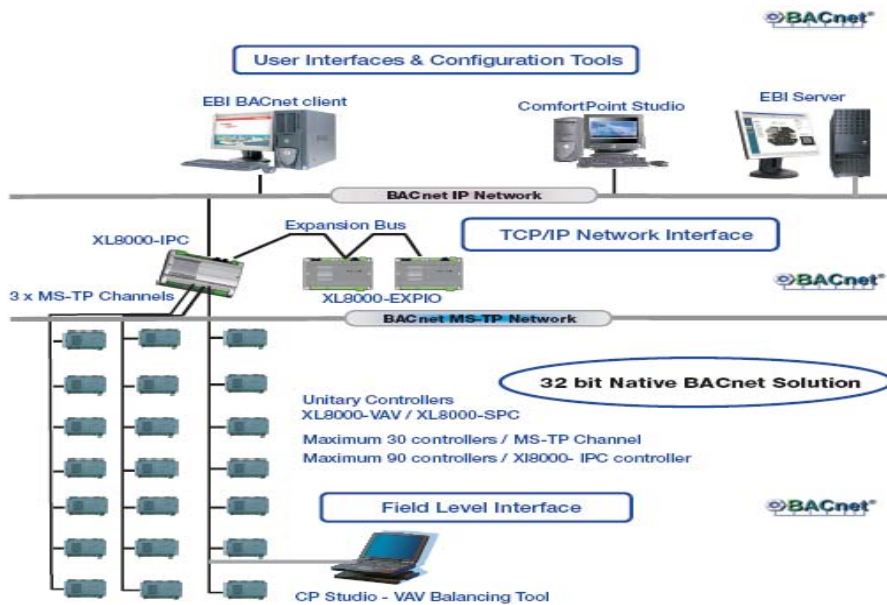 BACnet®
User Interfaces & Configuration Tools
EBI BACnet client
ComfortPoint Studio
EBI Server
BACnet IP Network
Expansion Bus
TCP/IP Network Interface
XL8000-IPC
3 x MS-TP Channels
XL8000-EXPIO
BACnet®
BACnet MS-TP Network
32 bit Native BACnet Solution
Unitary Controllers
XL8000-VAV / XL8000-SPC
Maximum 30 controllers / MS-TP Channel
Maximum 90 controllers / Xl8000- IPC controller
Field Level Interface
BACnet®
CP Studio - VAV Balancing Tool